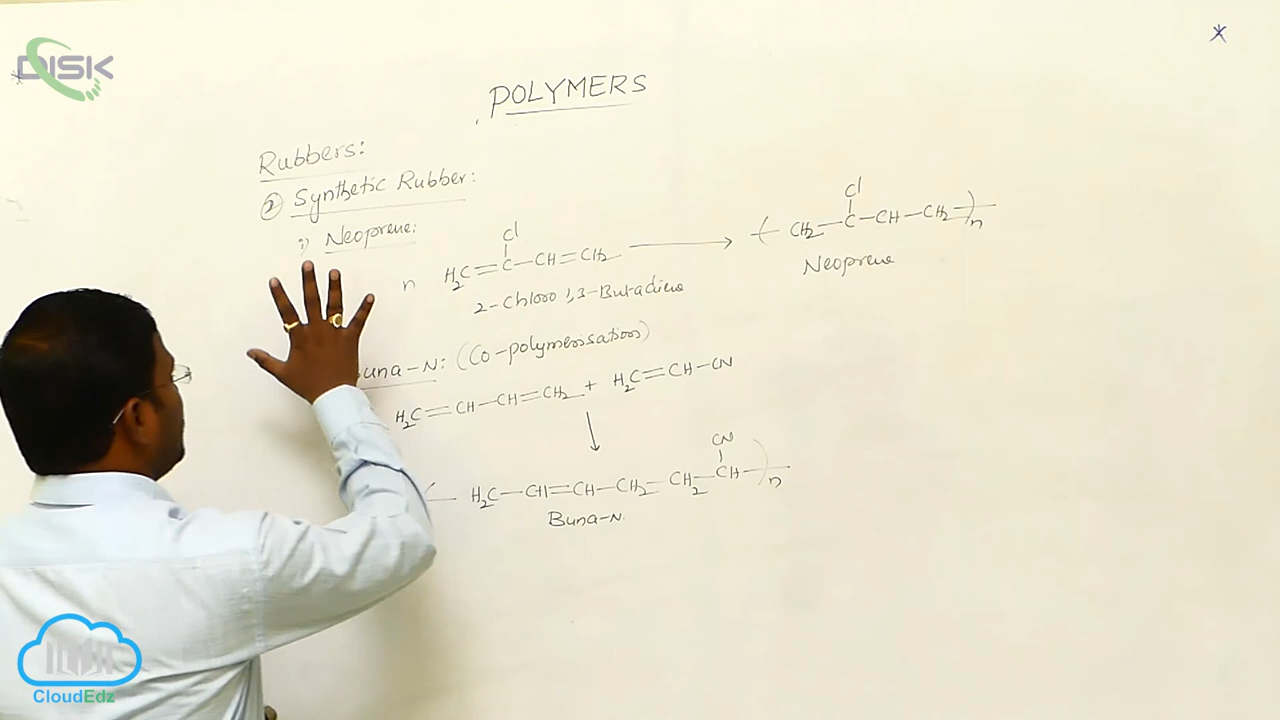 DISK
POLYMERS
Rubbers:
② Synthetic Rubber:
i) Neoprene:
Cl
n H₂C=C-CH=CH₂ ⟶
2-Chloro 1,3-Butadiene
Cl
( CH₂-C-CH-CH₂ )n
Neoprene
una-N: (Co-polymerisation)
H₂C=CH-CH=CH₂ + H₂C=CH-CN
↓
CN
H₂C-CH=CH-CH₂-CH₂-CH )n
Buna-N.
CloudEdz